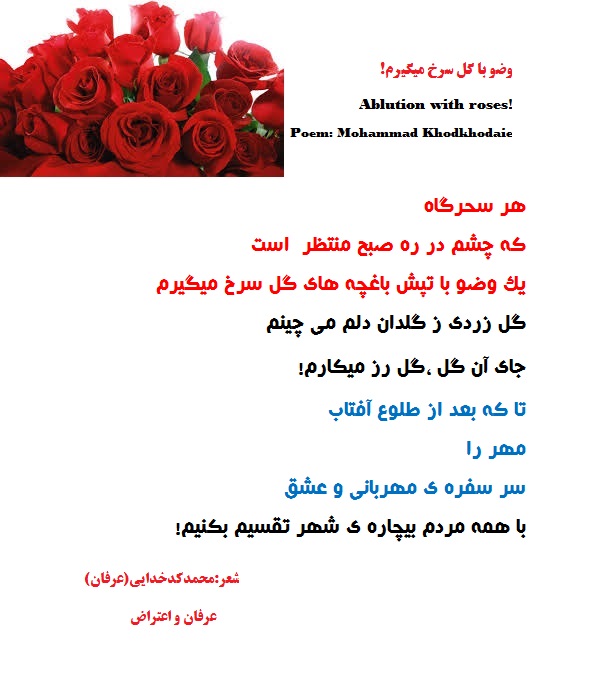 وضو با گل سرخ میگیرم!
Ablution with roses!
Poem: Mohammad Khodkhodaie
هر سحرگاه
که چشم در ره صبح منتظر است
یک وضو با تپش باغچه های گل سرخ میگیرم
گل زردی ز گلدان دلم می چینم
جای آن گل ،گل رز میکارم!
تا که بعد از طلوع آفتاب
مهر را
سر سفره ی مهربانی و عشق
با همه مردم بیچاره ی شهر تقسیم بکنیم!
شعر:محمدکدخدایی(عرفان)
عرفان و اعتراض